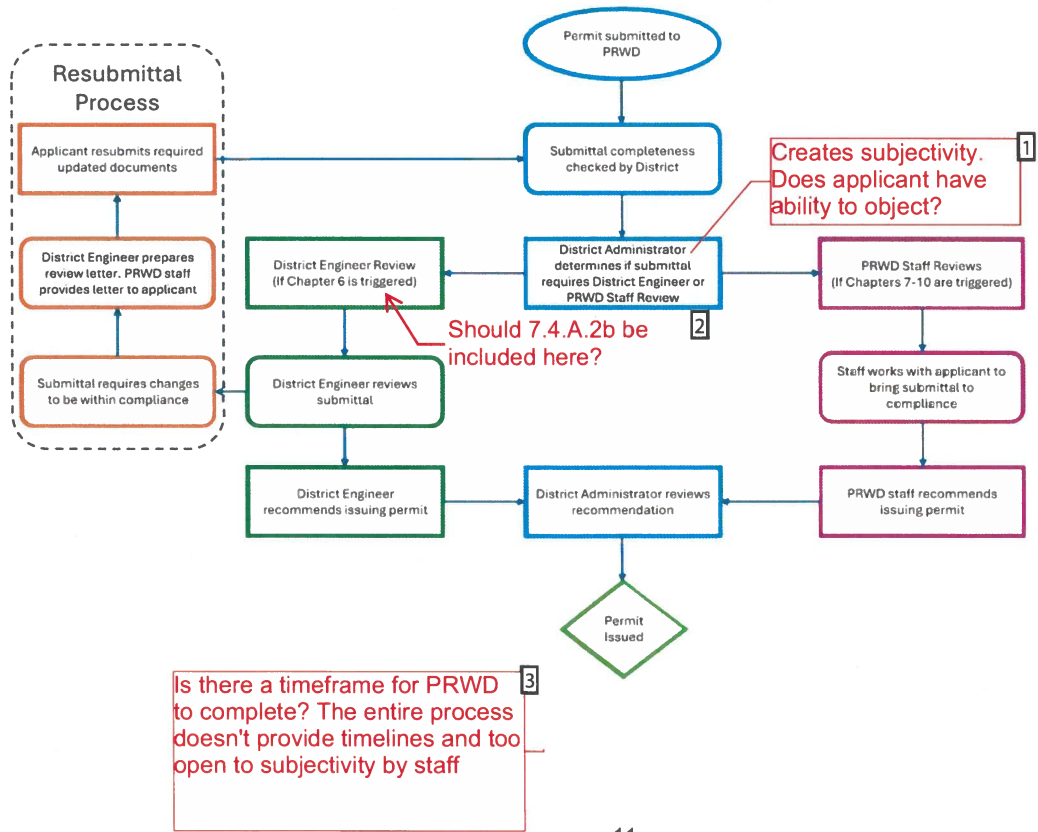 Permit submitted to
PRWD
Resubmittal
Process
Applicant resubmits required
updated documents
Submittal completeness
checked by District
1
Creates subjectivity.
Does applicant have
ability to object?
District Engineer prepares
review letter. PRWD staff
provides letter to applicant
District Engineer Review
(If Chapter 6 is triggered)
District Administrator
determines if submittal
requires District Engineer or
PRWD Staff Review
PRWD Staff Reviews
(If Chapters 7-10 are triggered)
2
Should 7.4.A.2b be
included here?
Submittal requires changes
to be within compliance
District Engineer reviews
submittal
Staff works with applicant to
bring submittal to
compliance
District Engineer
recommends issuing permit
District Administrator reviews
recommendation
PRWD staff recommends
issuing permit
Permit
Issued
3
Is there a timeframe for PRWD
to complete? The entire process
doesn't provide timelines and too
open to subjectivity by staff